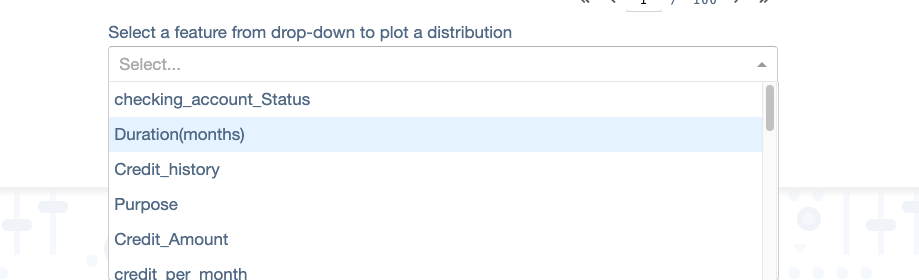 1 / 100
Select a feature from drop-down to plot a distribution
Select...
checking_account_Status
Duration(months)
Credit_history
Purpose
Credit_Amount
credit_per_month